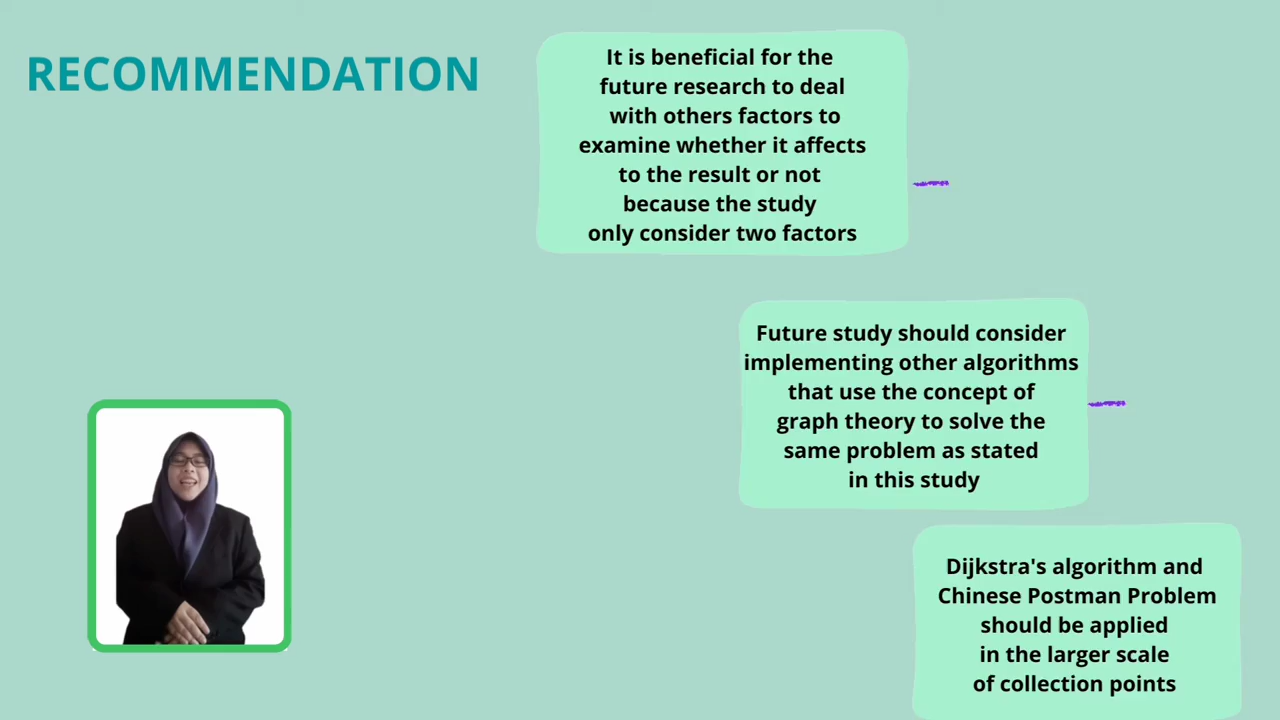 RECOMMENDATION
It is beneficial for the
future research to deal
with others factors to
examine whether it affects
to the result or not
because the study
only consider two factors
Future study should consider
implementing other algorithms
that use the concept of
graph theory to solve the
same problem as stated
in this study
Dijkstra's algorithm and
Chinese Postman Problem
should be applied
in the larger scale
of collection points